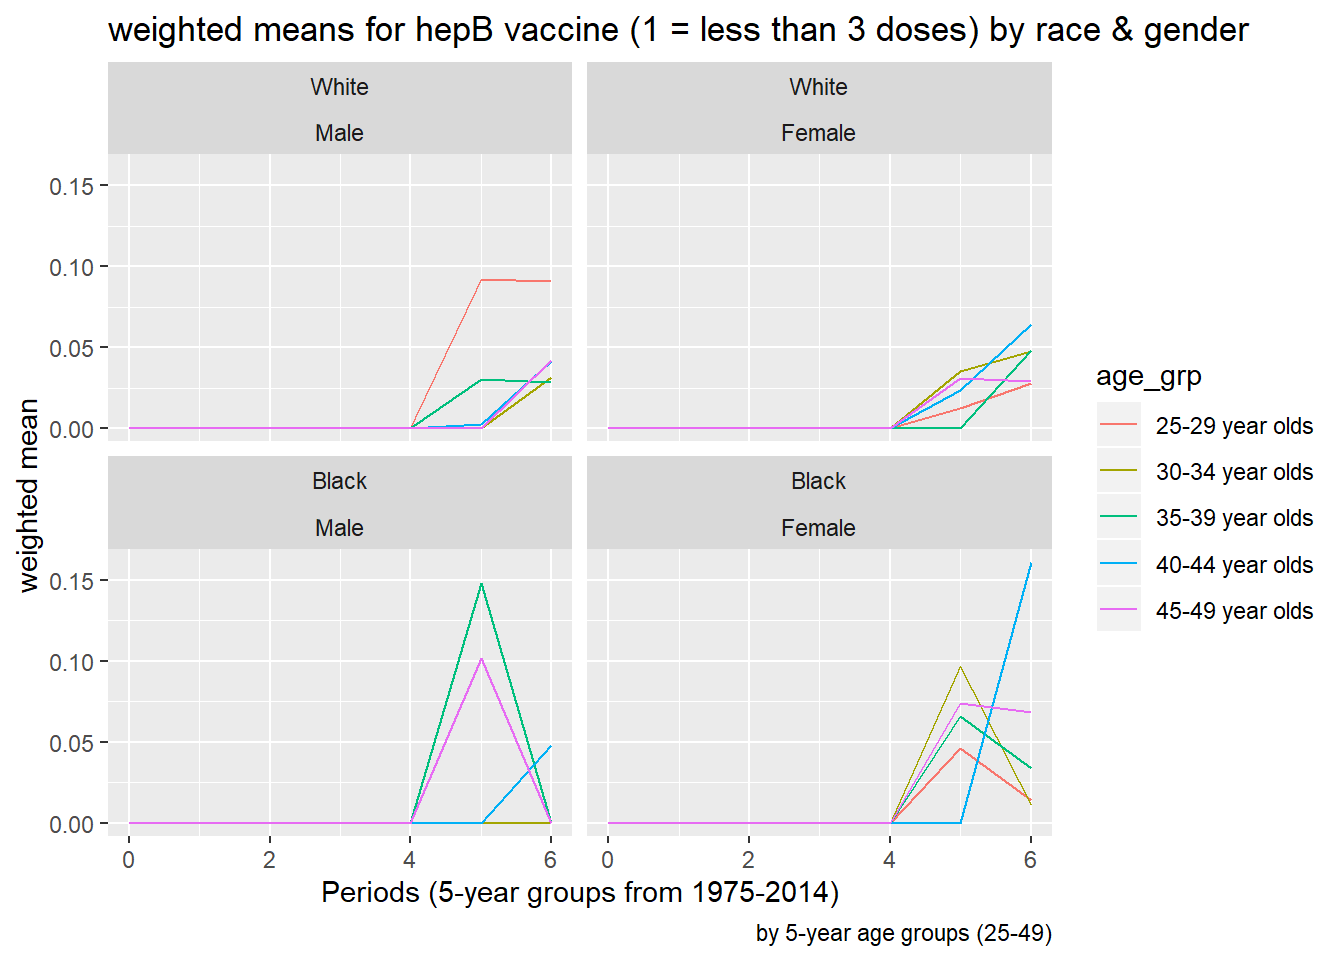 weighted means for hepB vaccine (1 = less than 3 doses) by race & gender
White
Male
White
Female
0.15
0.10
0.05
0.00
Black
Male
Black
Female
0.15
0.10
0.05
0.00
0 2 4 6
0 2 4 6
weighted mean
Periods (5-year groups from 1975-2014)
by 5-year age groups (25-49)
age_grp
25-29 year olds
30-34 year olds
35-39 year olds
40-44 year olds
45-49 year olds